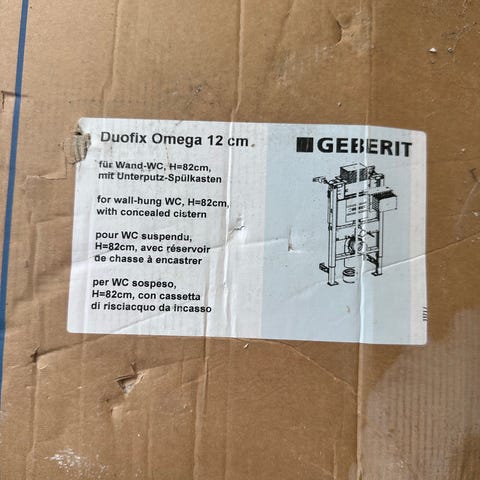 Duofix Omega 12 cm
GEBERIT
für Wand-WC, H=82cm,
mit Unterputz-Spülkasten
for wall-hung WC, H=82cm,
with concealed cistern
pour WC suspendu,
H=82cm, avec réservoir
de chasse à encastrer
per WC sospeso,
H=82cm, con cassetta
di risciacquo da incasso